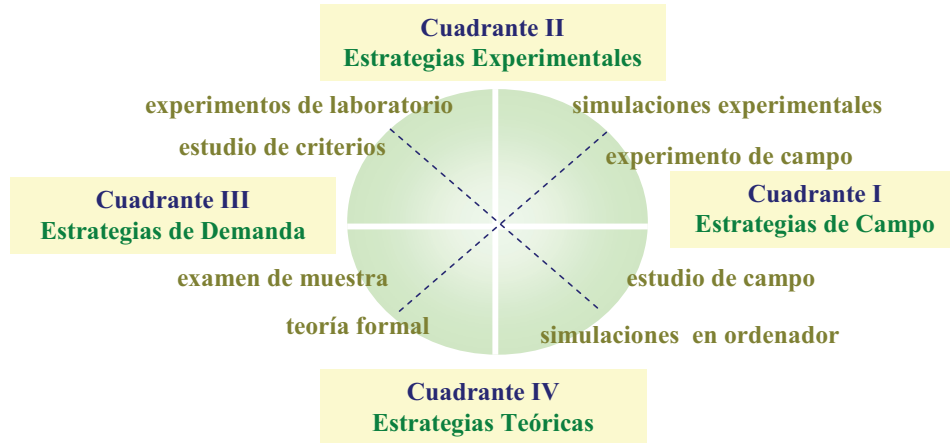 Cuadrante II
Estrategias Experimentales
experimentos de laboratorio
simulaciones experimentales
estudio de criterios
experimento de campo
Cuadrante III
Estrategias de Demanda
Cuadrante I
Estrategias de Campo
examen de muestra
estudio de campo
teoría formal
simulaciones en ordenador
Cuadrante IV
Estrategias Teóricas